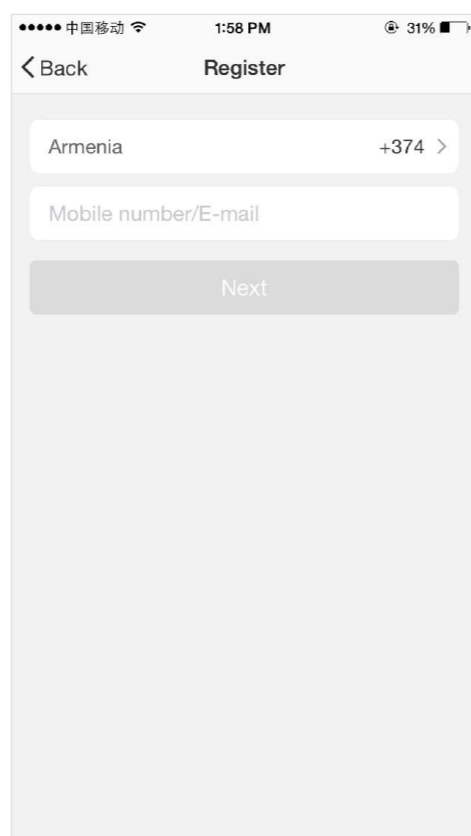 中国移动 1:58 PM 31%
Back Register
Armenia +374
Mobile number/E-mail
Next